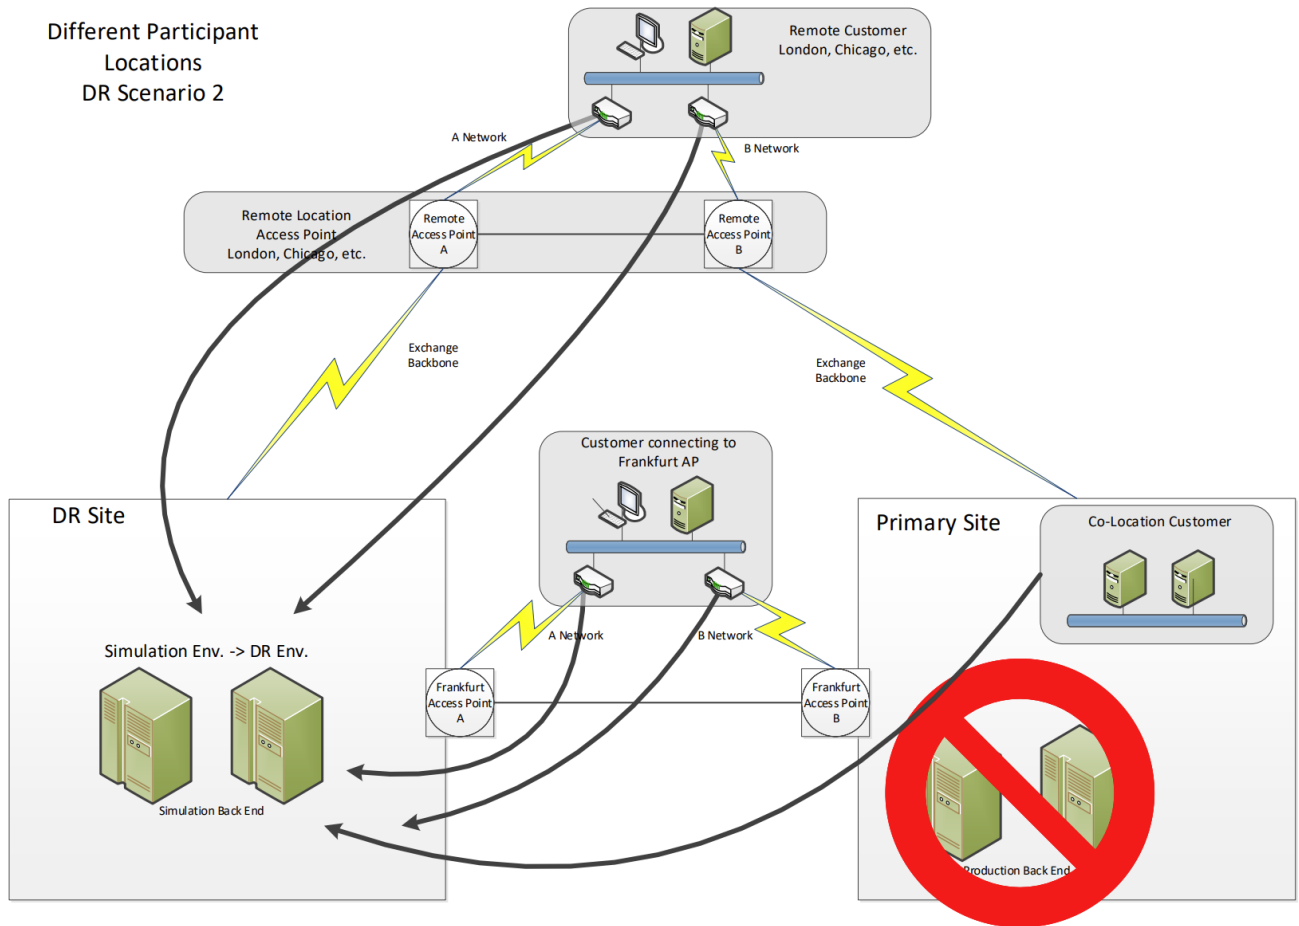 Different Participant
Locations
DR Scenario 2
Remote Customer
London, Chicago, etc.
A Network
B Network
Remote Location
Access Point
London, Chicago, etc.
Remote
Access Point
A
Remote
Access Point
B
Exchange
Backbone
Exchange
Backbone
Customer connecting to
Frankfurt AP
DR Site
Primary Site
Co-Location Customer
A Network
B Network
Simulation Env. -> DR Env.
Frankfurt
Access Point
A
Frankfurt
Access Point
B
Simulation Back End
Production Back End